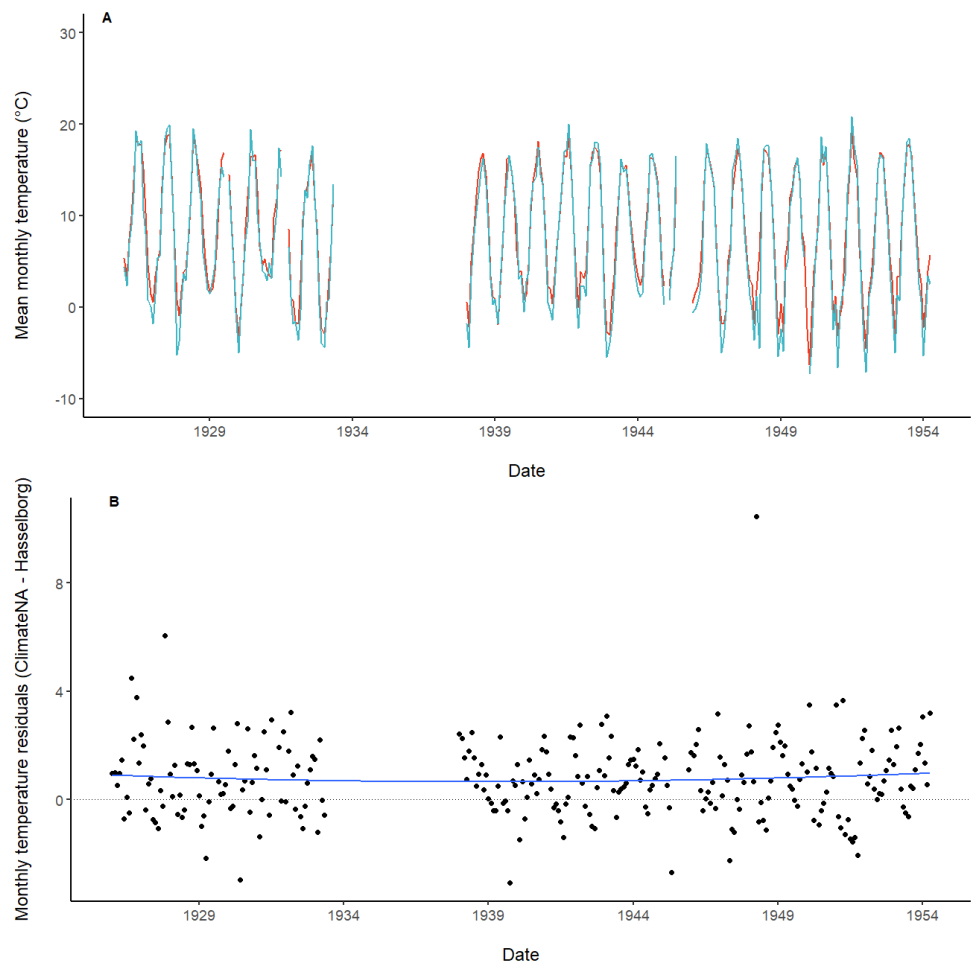 A
Mean monthly temperature (°C)
30
20
10
0
-10
1929 1934 1939 1944 1949 1954
Date
B
Monthly temperature residuals (ClimateNA - Hasselborg)
8
4
0
1929 1934 1939 1944 1949 1954
Date